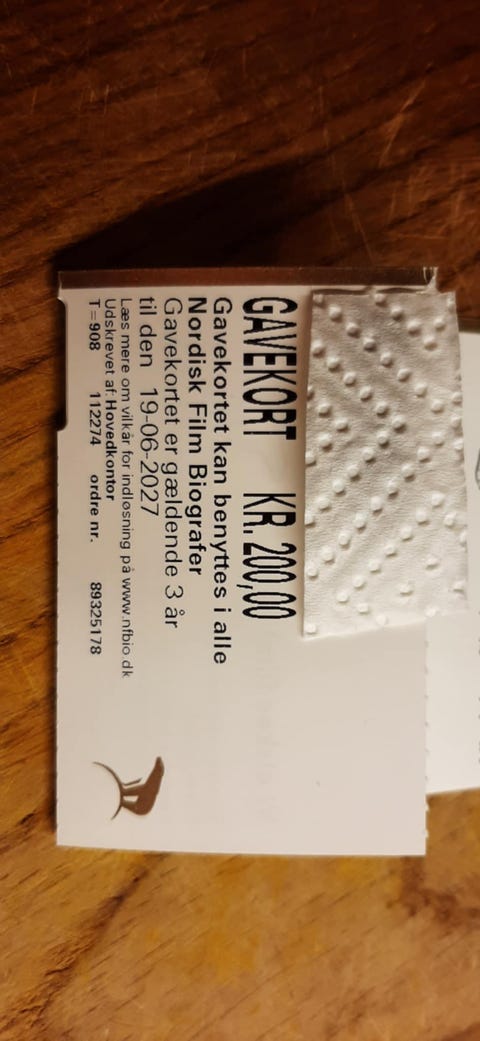 GAVEKORT KR. 200,00
Gavekortet kan benyttes i alle
Nordisk Film Biografer
Gavekortet er gældende 3 år
til den 19-06-2027
Læs mere om vilkår for indløsning på www.nfbio.dk
Udskrevet af: Hovedkontor
T=908 112274 ordre nr. 89325178